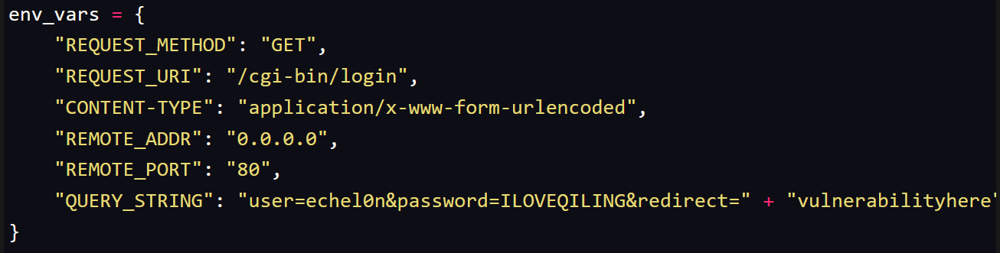 env_vars = {
    "REQUEST_METHOD": "GET",
    "REQUEST_URI": "/cgi-bin/login",
    "CONTENT-TYPE": "application/x-www-form-urlencoded",
    "REMOTE_ADDR": "0.0.0.0",
    "REMOTE_PORT": "80",
    "QUERY_STRING": "user=echel0n&password=ILOVEQILING&redirect=" + "vulnerabilityhere"
}